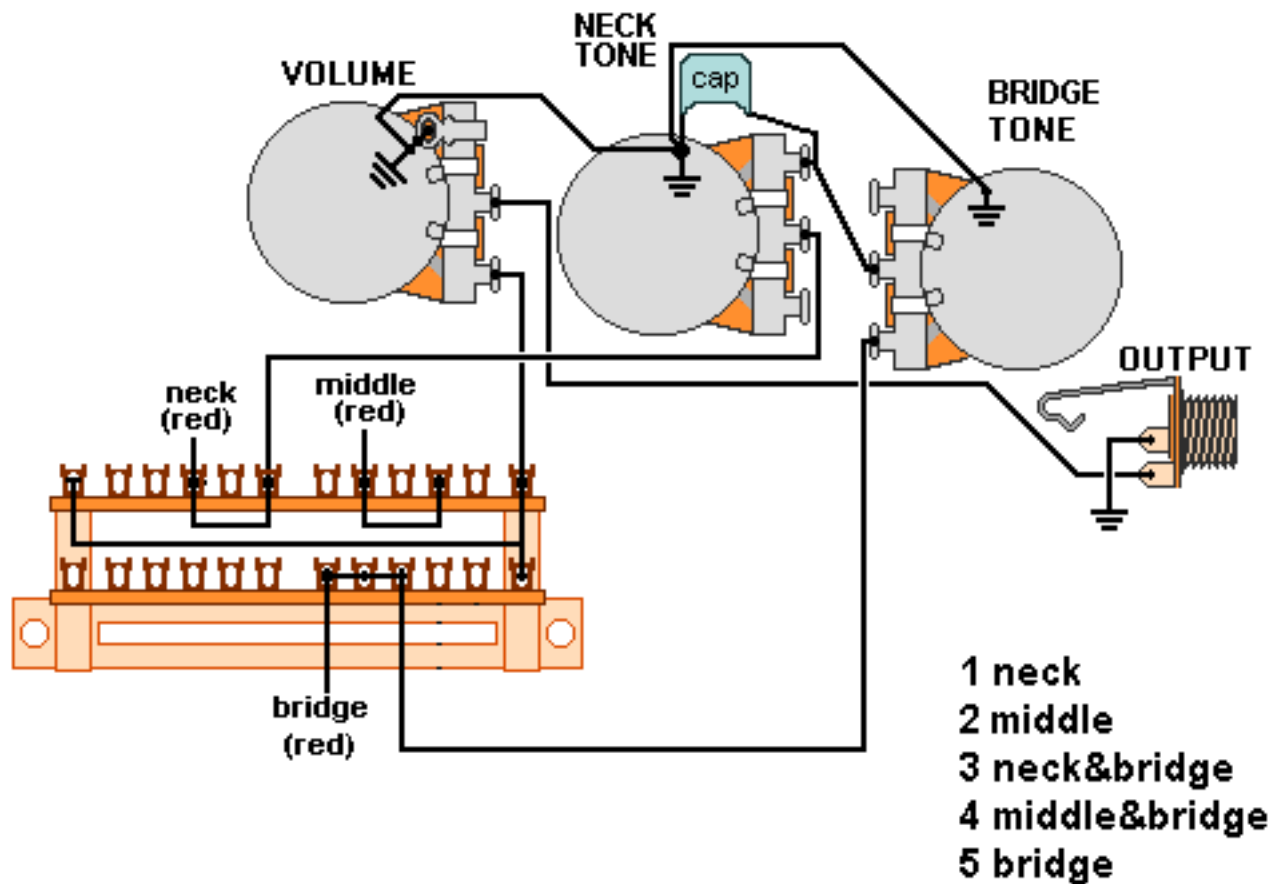 NECK
TONE
VOLUME
cap
BRIDGE
TONE
OUTPUT
neck
(red)
middle
(red)
bridge
(red)
1 neck
2 middle
3 neck&bridge
4 middle&bridge
5 bridge